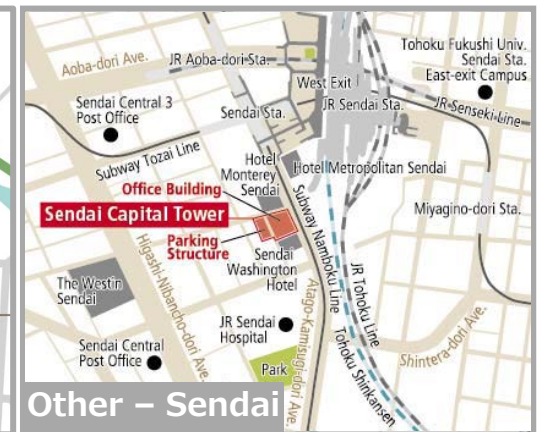 Aoba-dori Ave.
JR Aoba-dori Sta.
Tohoku Fukushi Univ.
Sendai Sta.
East-exit Campus
West Exit
Sendai Central 3
Post Office
Sendai Sta.
JR Sendai Sta.
JR Senseki Line
Subway Tozai Line
Hotel
Monterey
Sendai
Hotel Metropolitan Sendai
Office Building
Sendai Capital Tower
Parking
Structure
Subway Namboku Line
Miyagino-dori Sta.
Higashi-Nibancho-dori Ave.
Sendai
Washington
Hotel
The Westin
Sendai
JR Tohoku Line
Atago-Kamisugi-dori Ave.
JR Sendai
Hospital
Shintera-dori Ave.
Sendai Central
Post Office
Park
Tohoku Shinkansen
Other – Sendai